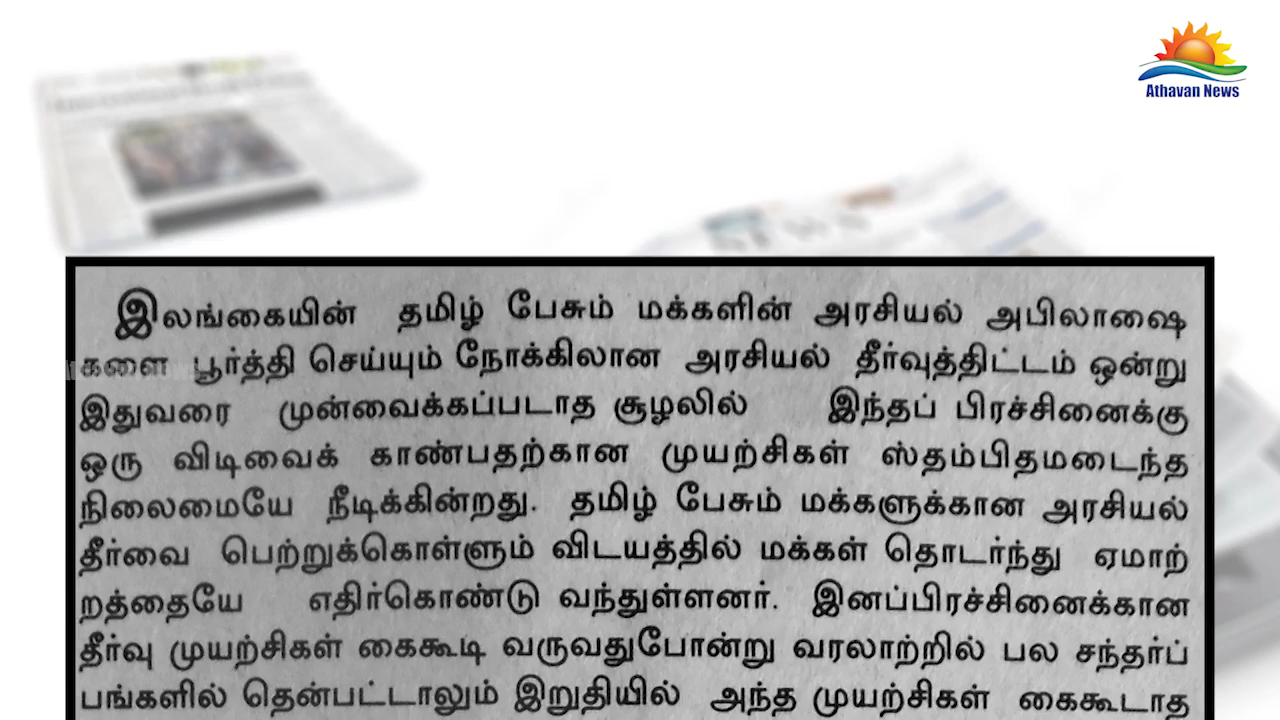 Athavan News
இலங்கையின் தமிழ் பேசும் மக்களின் அரசியல் அபிலாஷை
களை பூர்த்தி செய்யும் நோக்கிலான அரசியல் தீர்வுத்திட்டம் ஒன்று
இதுவரை முன்வைக்கப்படாத சூழலில் இந்தப் பிரச்சினைக்கு
ஒரு விடிவைக் காண்பதற்கான முயற்சிகள் ஸ்தம்பிதமடைந்த
நிலைமையே நீடிக்கின்றது. தமிழ் பேசும் மக்களுக்கான அரசியல்
தீர்வை பெற்றுக்கொள்ளும் விடயத்தில் மக்கள் தொடர்ந்து ஏமாற்
றத்தையே எதிர்கொண்டு வந்துள்ளனர். இனப்பிரச்சினைக்கான
தீர்வு முயற்சிகள் கைகூடி வருவதுபோன்று வரலாற்றில் பல சந்தர்ப்
பங்களில் தென்பட்டாலும் இறுதியில் அந்த முயற்சிகள் கைகூடாத